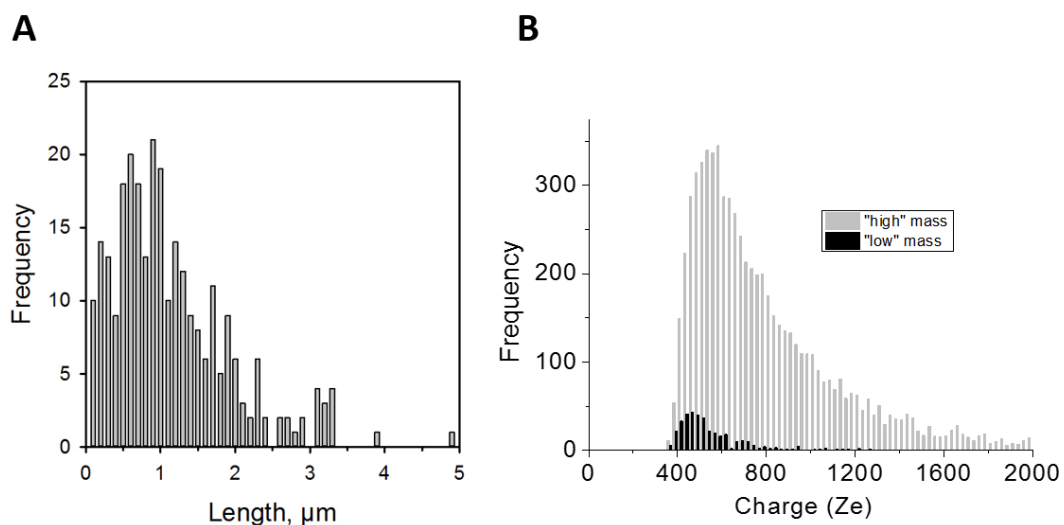 A
25
20
15
10
5
0
Frequency
0 1 2 3 4 5
Length, µm
B
300
200
100
0
Frequency
"high" mass
"low" mass
0 400 800 1200 1600 2000
Charge (Ze)